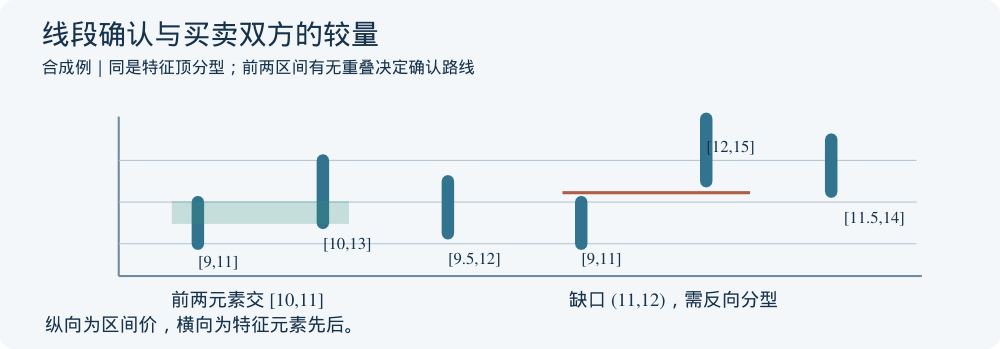 线段确认与买卖双方的较量
合成例｜同是特征顶分型；前两区间有无重叠决定确认路线
[12,15]
[11.5,14]
[10,13]
[9,11]
[9.5,12]
[9,11]
前两元素交 [10,11]
缺口 (11,12)，需反向分型
纵向为区间价，横向为特征元素先后。